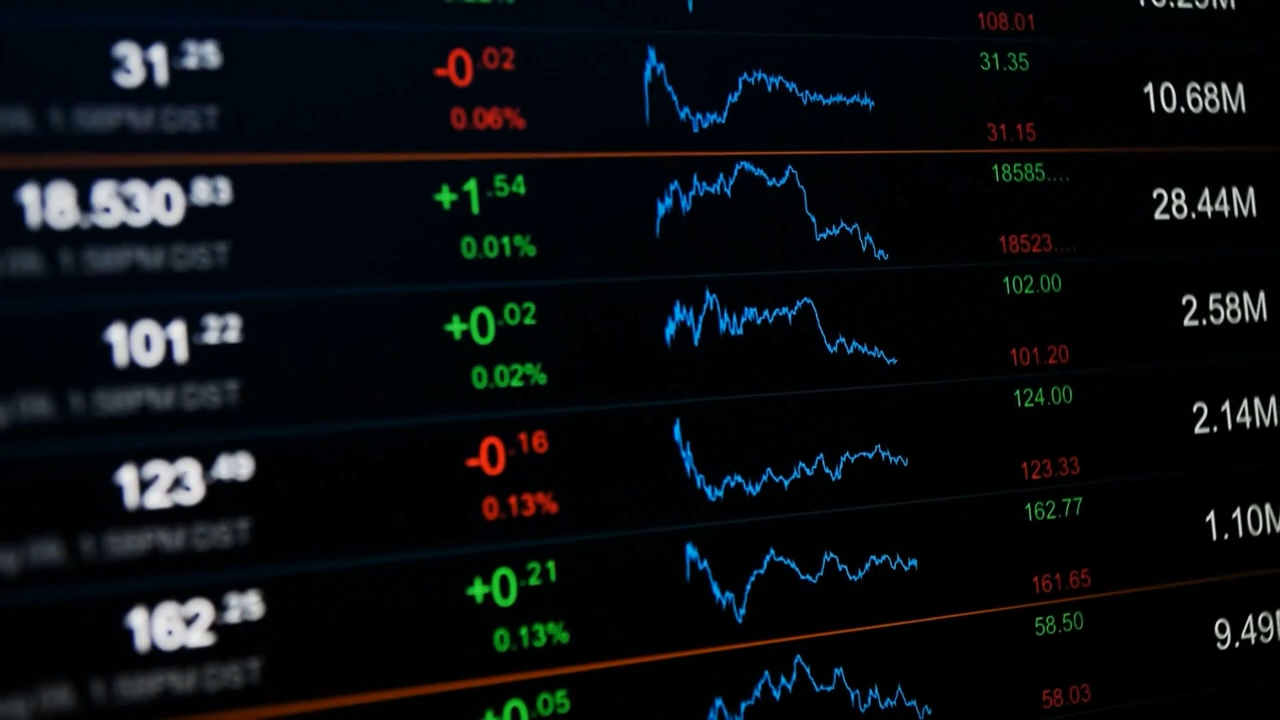 108.01
31.25 -0.02 31.35 10.68M
0.06% 31.15
18.530.83 +1.54 18585.... 28.44M
0.01% 18523....
101.22 +0.02 102.00 2.58M
0.02% 101.20
123.49 -0.16 124.00 2.14M
0.13% 123.33
162.25 +0.21 162.77 1.10M
0.13% 161.65
+0.05 58.50 9.49M
58.03